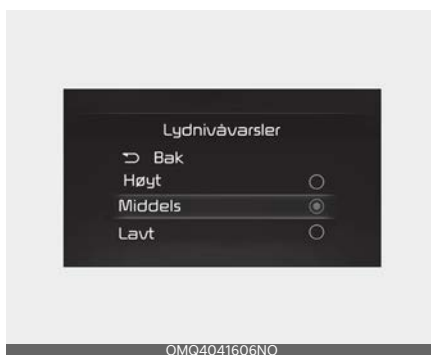 Lydnivåvarsler
Bak
Høyt
Middels
Lavt
OMQ4041606NO